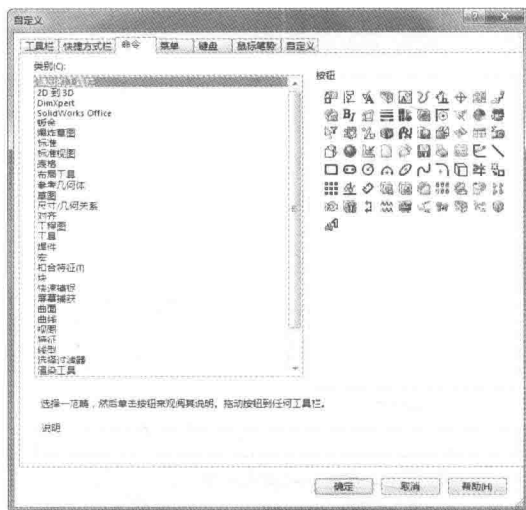 自定义
工具栏 快捷方式栏 命令 菜单 键盘 鼠标笔势 自定义
类别(C):
按钮
2D 到 3D
DimXpert
SolidWorks Office
钣金
爆炸草图
标准
标准视图
表格
布局工具
参考几何体
草图
尺寸/几何关系
对齐
工程图
工具
焊件
宏
扣合特征
块
快速捕捉
屏幕捕获
曲面
曲线
视图
特征
线型
选择过滤器
渲染工具
选择一范畴，然后单击按钮来观阅其说明。拖动按钮到任何工具栏。
说明
确定 取消 帮助(H)